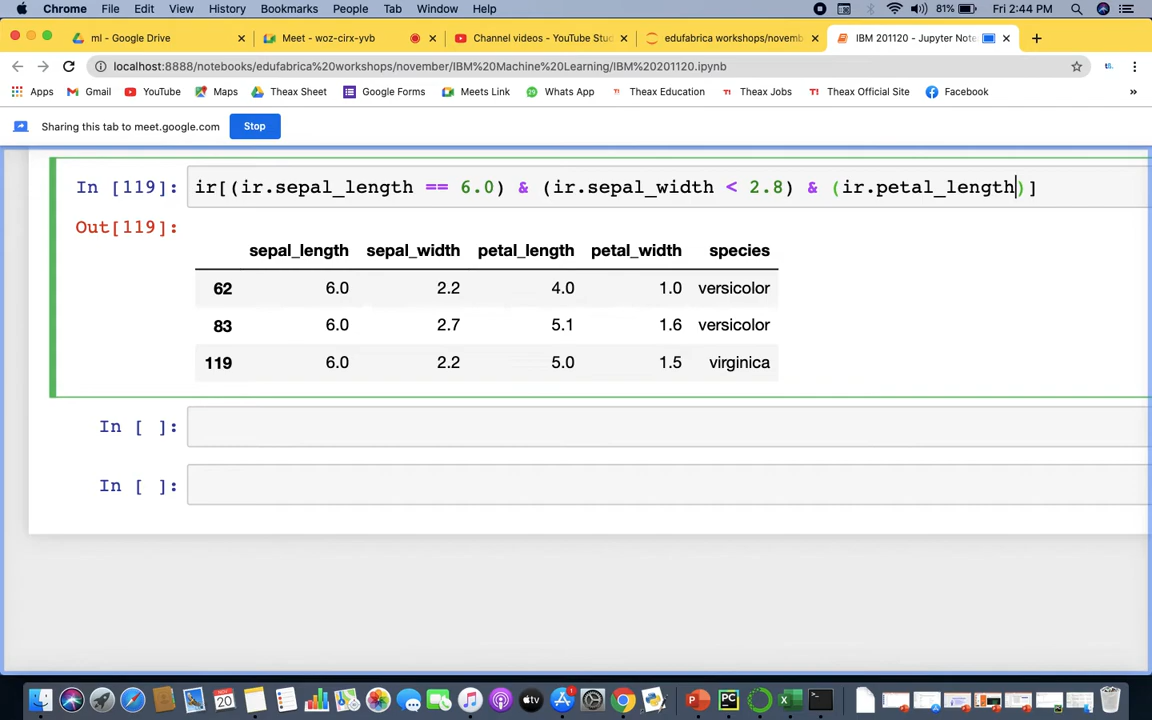 Chrome File Edit View History Bookmarks People Tab Window Help 81% Fri 2:44 PM
ml - Google Drive × Meet - woz-cirx-yvb × Channel videos - YouTube Stud × edufabrica workshops/novemb × IBM 201120 - Jupyter Note × +
localhost:8888/notebooks/edufabrica%20workshops/november/IBM%20Machine%20Learning/IBM%20201120.ipynb
Apps Gmail YouTube Maps Theax Sheet Google Forms Meets Link Whats App Theax Education Theax Jobs Theax Official Site Facebook »
Sharing this tab to meet.google.com Stop
In [119]: ir[(ir.sepal_length == 6.0) & (ir.sepal_width < 2.8) & (ir.petal_length)]
Out[119]:
sepal_length sepal_width petal_length petal_width species
62 6.0 2.2 4.0 1.0 versicolor
83 6.0 2.7 5.1 1.6 versicolor
119 6.0 2.2 5.0 1.5 virginica
In [ ]:
In [ ]:
NOV 20 tv 1 P PC X